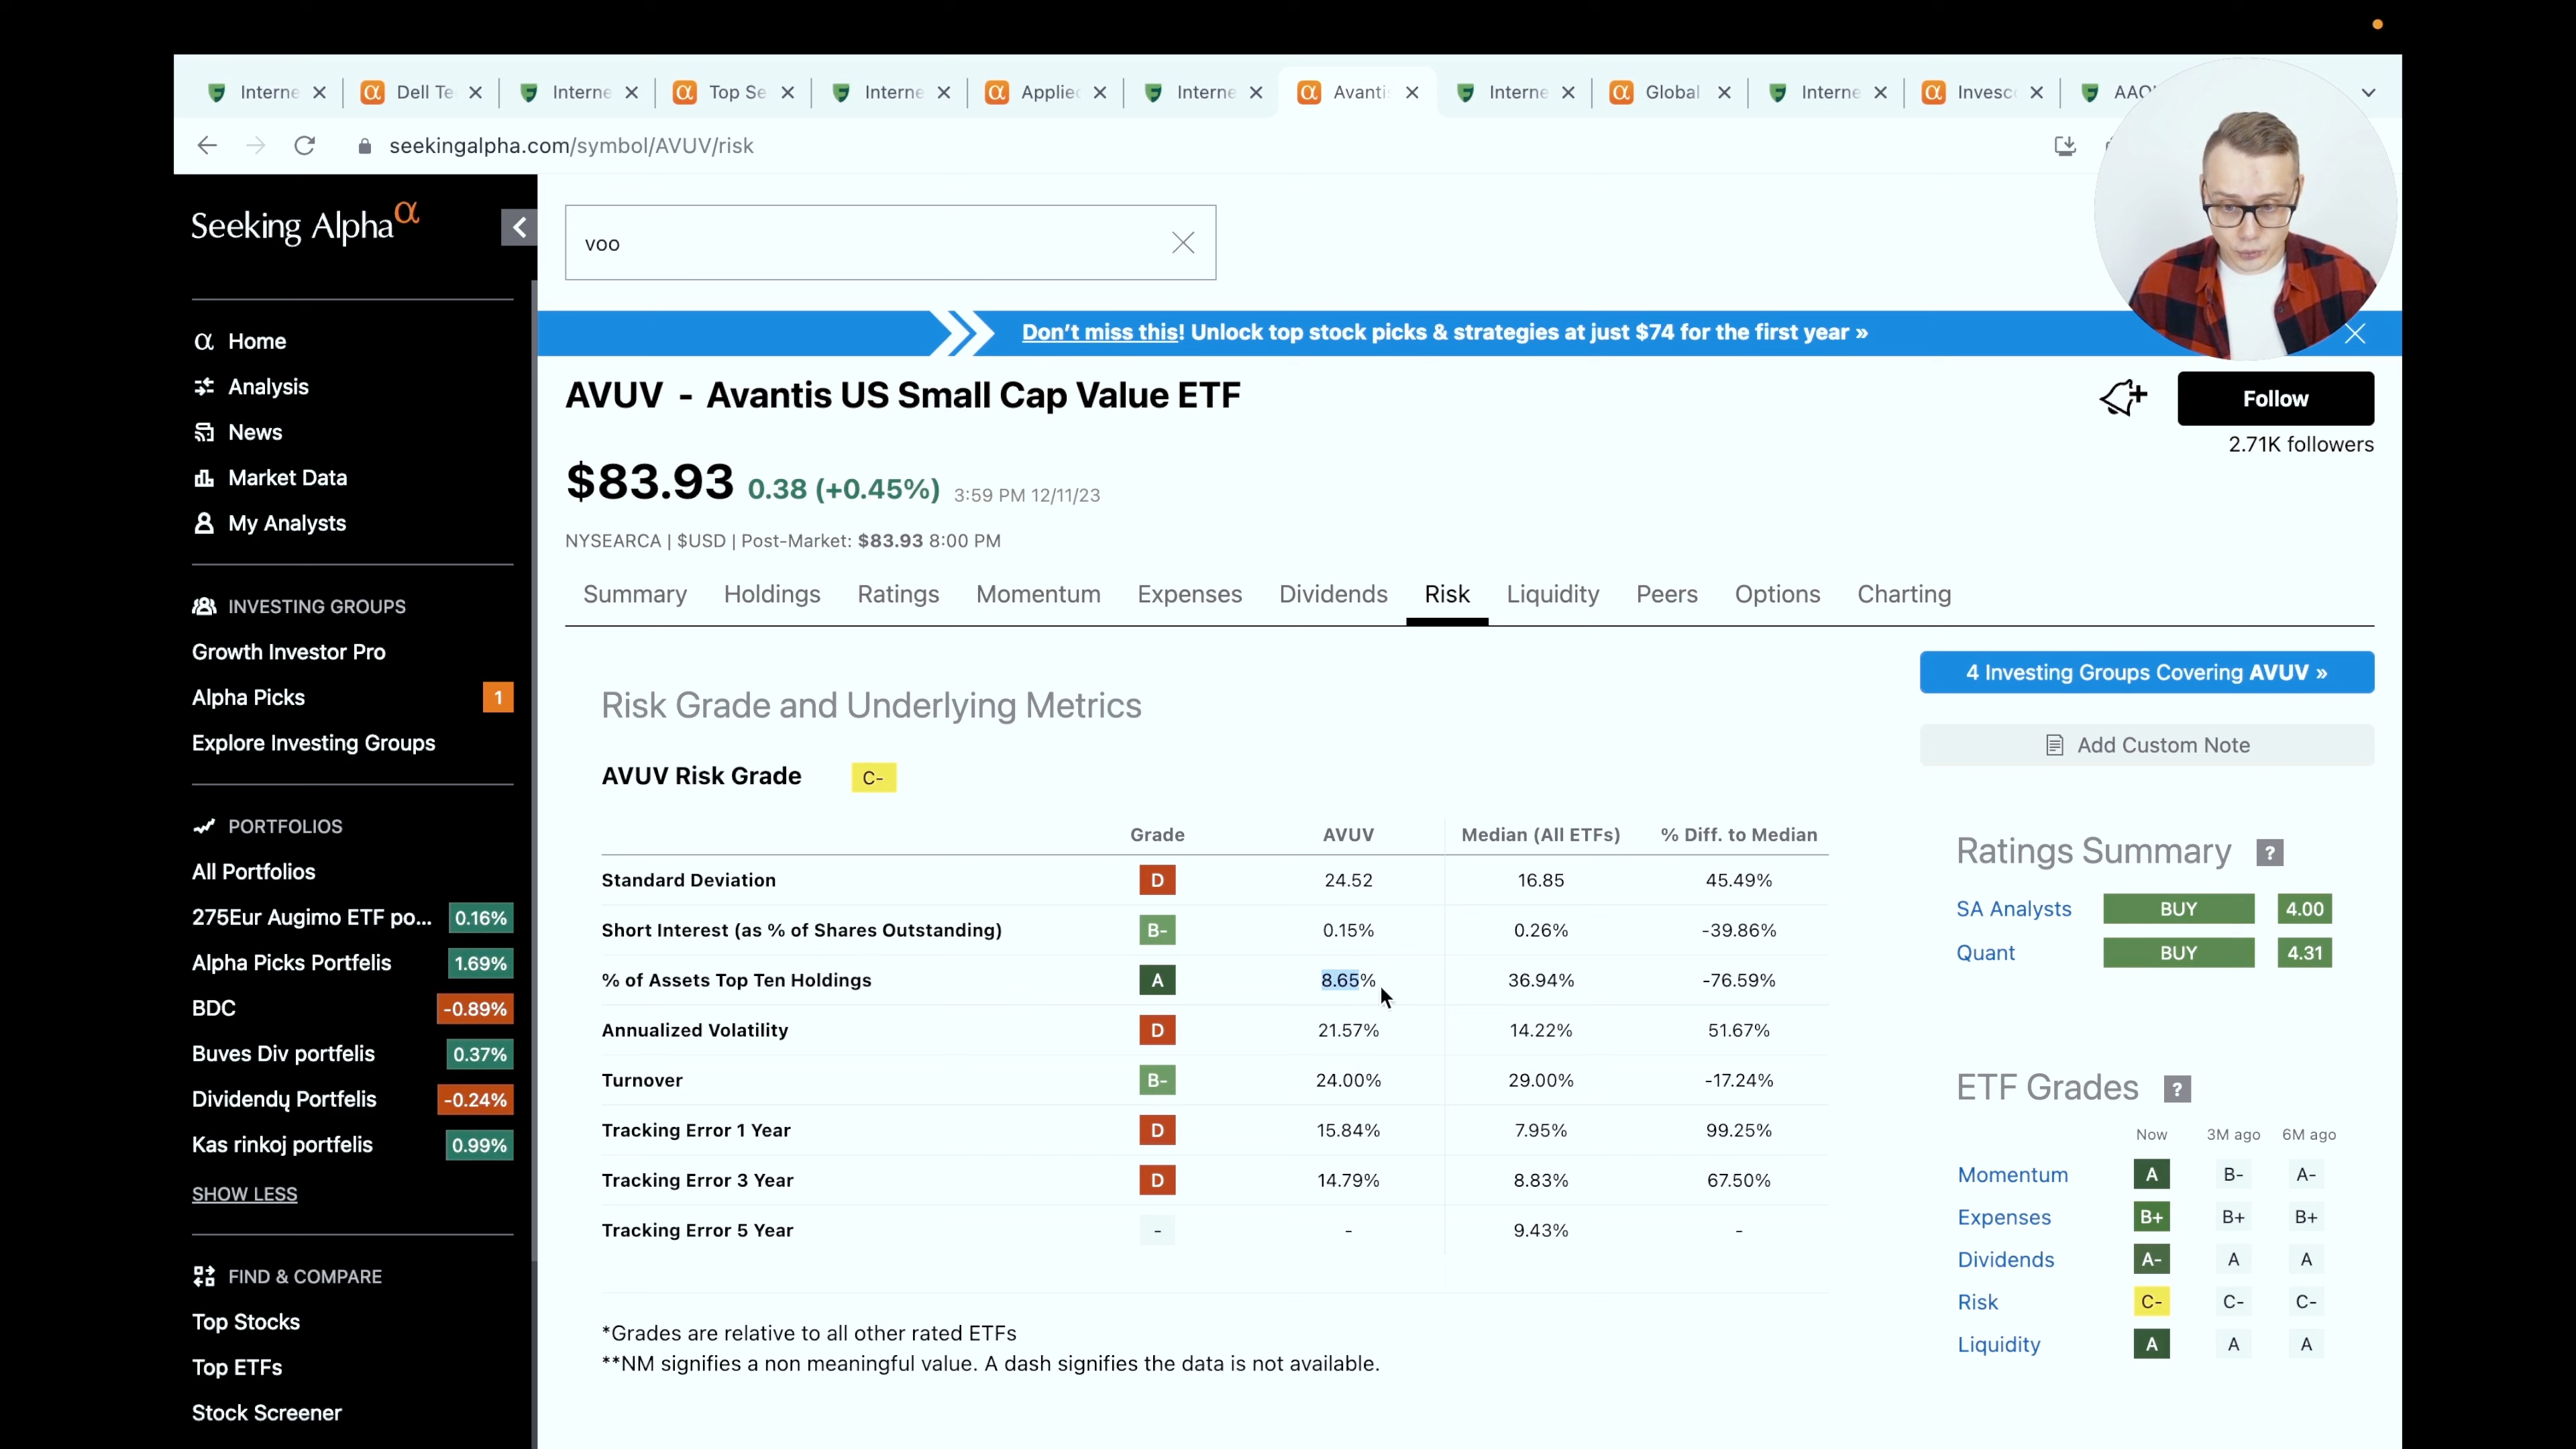 Interne
Dell Te
Interne
Top Se
Interne
Applied
Interne
Avantis
Interne
Global
Interne
Invesco
seekingalpha.com/symbol/AVUV/risk
Seeking Alpha α
Home
Analysis
News
Market Data
My Analysts
INVESTING GROUPS
Growth Investor Pro
Alpha Picks 1
Explore Investing Groups
PORTFOLIOS
All Portfolios
275Eur Augimo ETF po... 0.16%
Alpha Picks Portfelis 1.69%
BDC -0.89%
Buves Div portfelis 0.37%
Dividendų Portfelis -0.24%
Kas rinkoj portfelis 0.99%
SHOW LESS
FIND & COMPARE
Top Stocks
Top ETFs
Stock Screener
voo
Don't miss this! Unlock top stock picks & strategies at just $74 for the first year »
AVUV - Avantis US Small Cap Value ETF
Follow
2.71K followers
$83.93 0.38 (+0.45%) 3:59 PM 12/11/23
NYSEARCA | $USD | Post-Market: $83.93 8:00 PM
Summary Holdings Ratings Momentum Expenses Dividends Risk Liquidity Peers Options Charting
Risk Grade and Underlying Metrics
AVUV Risk Grade C-
Grade AVUV Median (All ETFs) % Diff. to Median
Standard Deviation D 24.52 16.85 45.49%
Short Interest (as % of Shares Outstanding) B- 0.15% 0.26% -39.86%
% of Assets Top Ten Holdings A 8.65% 36.94% -76.59%
Annualized Volatility D 21.57% 14.22% 51.67%
Turnover B- 24.00% 29.00% -17.24%
Tracking Error 1 Year D 15.84% 7.95% 99.25%
Tracking Error 3 Year D 14.79% 8.83% 67.50%
Tracking Error 5 Year - - 9.43% -
*Grades are relative to all other rated ETFs
**NM signifies a non meaningful value. A dash signifies the data is not available.
4 Investing Groups Covering AVUV »
Add Custom Note
Ratings Summary ?
SA Analysts BUY 4.00
Quant BUY 4.31
ETF Grades ?
Now 3M ago 6M ago
Momentum A B- A-
Expenses B+ B+ B+
Dividends A- A A
Risk C- C- C-
Liquidity A A A